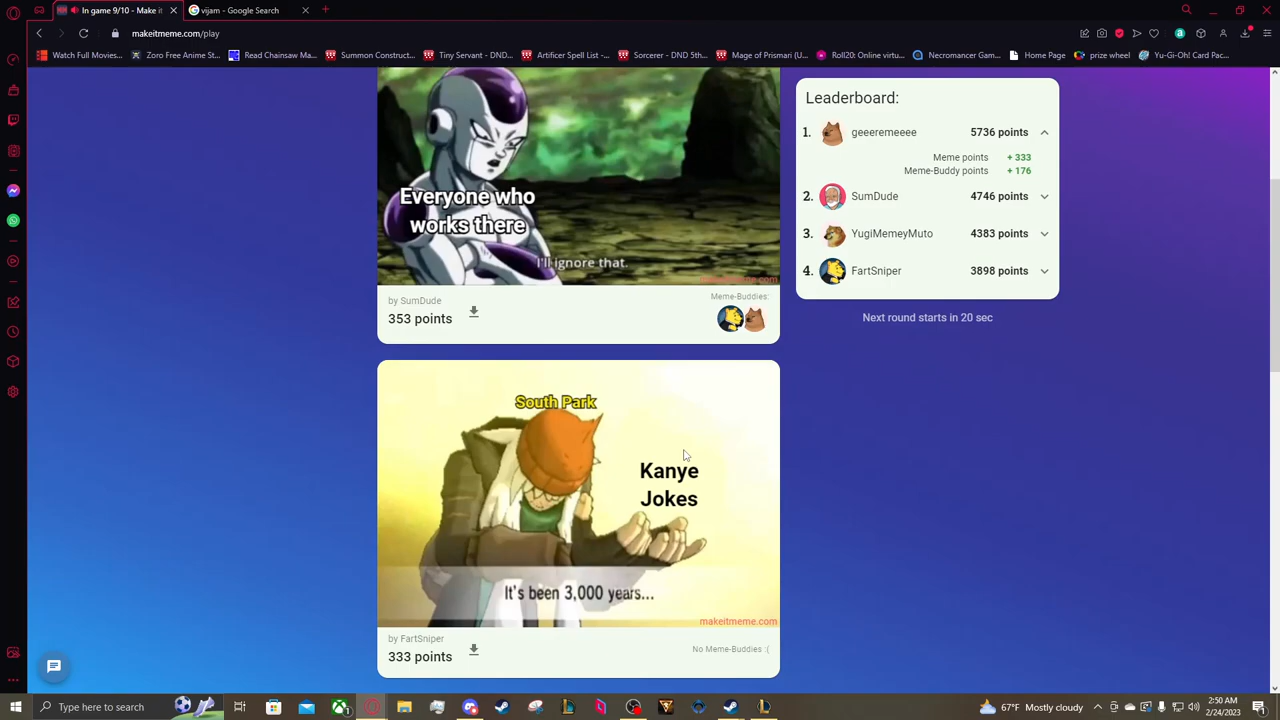 In game 9/10 - Make it
vijam - Google Search
makeitmeme.com/play
Watch Full Movies...
Zoro Free Anime St...
Read Chainsaw Ma...
Summon Construct...
Tiny Servant - DND...
Artificer Spell List -...
Sorcerer - DND 5th...
Mage of Prismari (U...
Roll20: Online virtu...
Necromancer Gam...
Home Page
prize wheel
Yu-Gi-Oh! Card Pac...
Everyone who
works there
I'll ignore that.
by SumDude
353 points
Meme-Buddies:
South Park
Kanye
Jokes
It's been 3,000 years...
makeitmeme.com
by FartSniper
333 points
No Meme-Buddies :(
Leaderboard:
1. geeeremeeee 5736 points
Meme points + 333
Meme-Buddy points + 176
2. SumDude 4746 points
3. YugiMemeyMuto 4383 points
4. FartSniper 3898 points
Next round starts in 20 sec
Type here to search
67°F Mostly cloudy
2:50 AM
2/24/2023